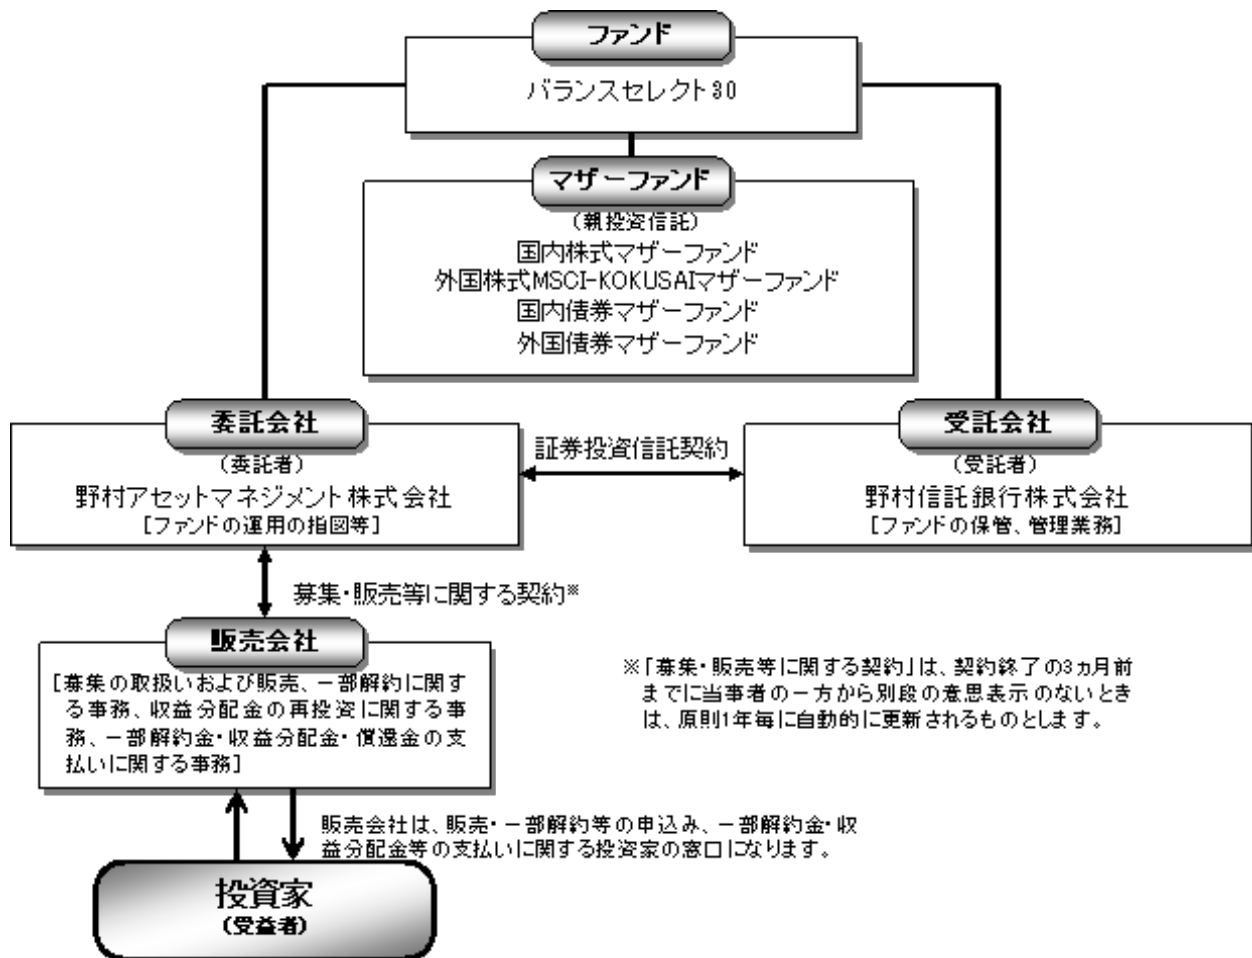 ファンド
バランスセレクト30
マザーファンド
(親投資信託)
国内株式マザーファンド
外国株式MSCI-KOKUSAIマザーファンド
国内債券マザーファンド
外国債券マザーファンド
委託会社
(委託者)
野村アセットマネジメント株式会社
[ファンドの運用の指図等]
証券投資信託契約
受託会社
(受託者)
野村信託銀行株式会社
[ファンドの保管、管理業務]
募集・販売等に関する契約※
販売会社
[募集の取扱いおよび販売、一部解約に関す
る事務、収益分配金の再投資に関する事
務、一部解約金・収益分配金・償還金の支
払いに関する事務]
※「募集・販売等に関する契約」は、契約終了の3ヵ月前
までに当事者の一方から別段の意思表示のないとき
は、原則1年毎に自動的に更新されるものとします。
販売会社は、販売・一部解約等の申込み、一部解約金・収
益分配金等の支払いに関する投資家の窓口になります。
投資家
(受益者)